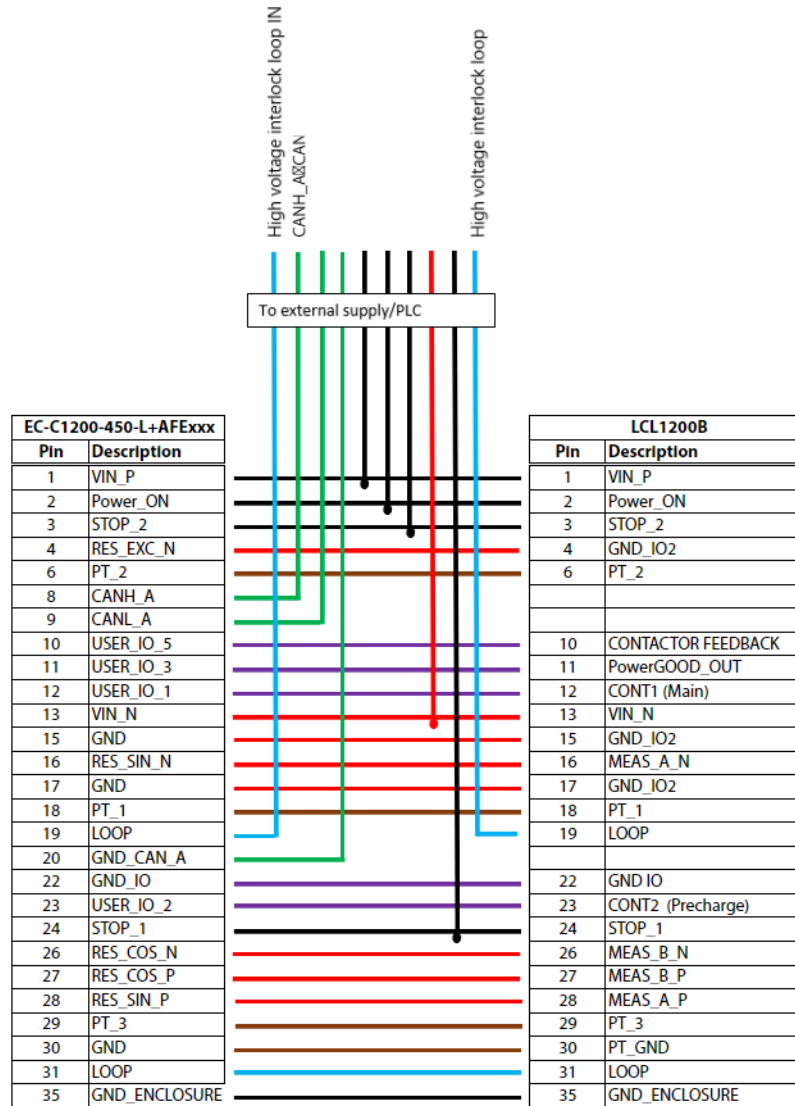 High voltage interlock loop IN
CANH_A☒CAN
High voltage interlock loop
To external supply/PLC
EC-C1200-450-L+AFExxx
Pin Description
1 VIN_P
2 Power_ON
3 STOP_2
4 RES_EXC_N
6 PT_2
8 CANH_A
9 CANL_A
10 USER_IO_5
11 USER_IO_3
12 USER_IO_1
13 VIN_N
15 GND
16 RES_SIN_N
17 GND
18 PT_1
19 LOOP
20 GND_CAN_A
22 GND_IO
23 USER_IO_2
24 STOP_1
26 RES_COS_N
27 RES_COS_P
28 RES_SIN_P
29 PT_3
30 GND
31 LOOP
35 GND_ENCLOSURE
LCL1200B
Pin Description
1 VIN_P
2 Power_ON
3 STOP_2
4 GND_IO2
6 PT_2
10 CONTACTOR FEEDBACK
11 PowerGOOD_OUT
12 CONT1 (Main)
13 VIN_N
15 GND_IO2
16 MEAS_A_N
17 GND_IO2
18 PT_1
19 LOOP
22 GND IO
23 CONT2 (Precharge)
24 STOP_1
26 MEAS_B_N
27 MEAS_B_P
28 MEAS_A_P
29 PT_3
30 PT_GND
31 LOOP
35 GND_ENCLOSURE